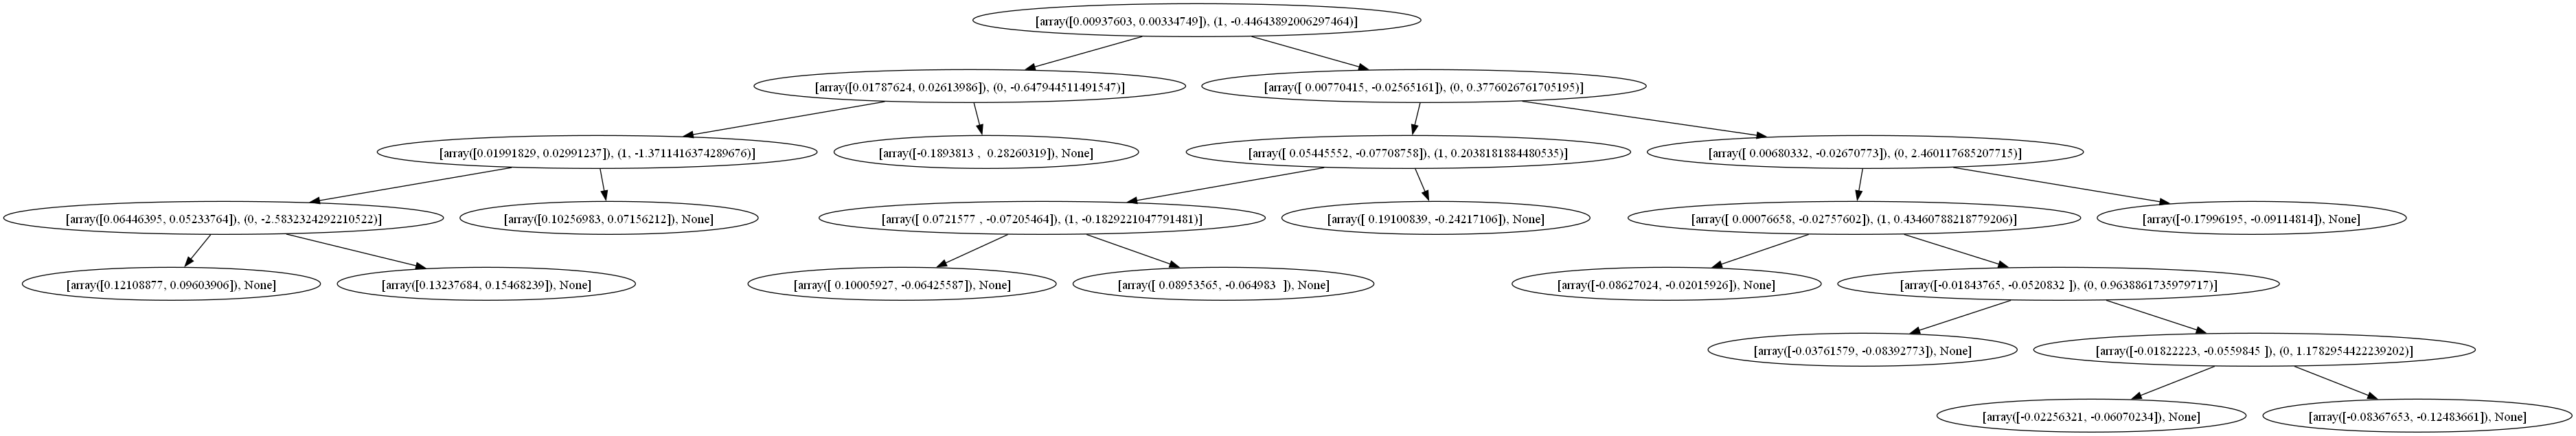 [array([0.00937603, 0.00334749]), (1, -0.44643892006297464)]
[array([0.01787624, 0.02613986]), (0, -0.647944511491547)]
[array([ 0.00770415, -0.02565161]), (0, 0.3776026761705195)]
[array([0.01991829, 0.02991237]), (1, -1.3711416374289676)]
[array([-0.1893813 ,  0.28260319]), None]
[array([ 0.05445552, -0.07708758]), (1, 0.2038181884480535)]
[array([ 0.00680332, -0.02670773]), (0, 2.460117685207715)]
[array([0.06446395, 0.05233764]), (0, -2.5832324292210522)]
[array([0.10256983, 0.07156212]), None]
[array([ 0.0721577 , -0.07205464]), (1, -0.1829221047791481)]
[array([ 0.19100839, -0.24217106]), None]
[array([ 0.00076658, -0.02757602]), (1, 0.43460788218779206)]
[array([-0.17996195, -0.09114814]), None]
[array([0.12108877, 0.09603906]), None]
[array([0.13237684, 0.15468239]), None]
[array([ 0.10005927, -0.06425587]), None]
[array([ 0.08953565, -0.064983  ]), None]
[array([-0.08627024, -0.02015926]), None]
[array([-0.01843765, -0.0520832 ]), (0, 0.9638861735979717)]
[array([-0.03761579, -0.08392773]), None]
[array([-0.01822223, -0.0559845 ]), (0, 1.1782954422239202)]
[array([-0.02256321, -0.06070234]), None]
[array([-0.08367653, -0.12483661]), None]